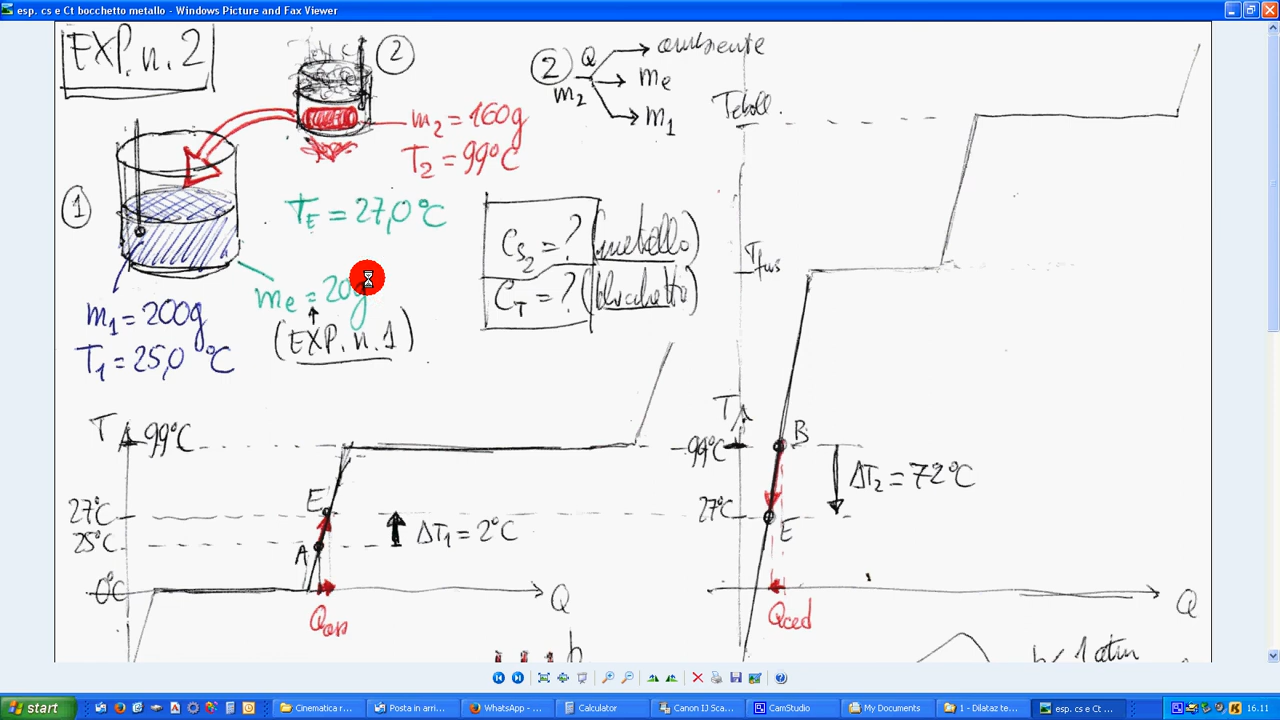 esp. cs e Ct bocchetto metallo - Windows Picture and Fax Viewer
EXP. n. 2
2
m2 = 160g
T2 = 99°C
1
TE = 27,0°C
me = 20g
(EXP. n. 1)
m1 = 200g
T1 = 25,0 °C
2
Q
m2
ambiente
me
m1
Cs2 = ? (metallo)
CT = ? (blocchetto)
T
99°C
27°C
25°C
0°C
E
A
ΔT1 = 2°C
Qass
Q
Teboll.
Tfus
T
99°C
27°C
B
E
ΔT2 = 72°C
Qced
Q
start
Cinematica r...
Posta in arri...
WhatsApp - ...
Calculator
Canon IJ Sca...
CamStudio
My Documents
1 - Dilataz te...
esp. cs e Ct ...
16.11